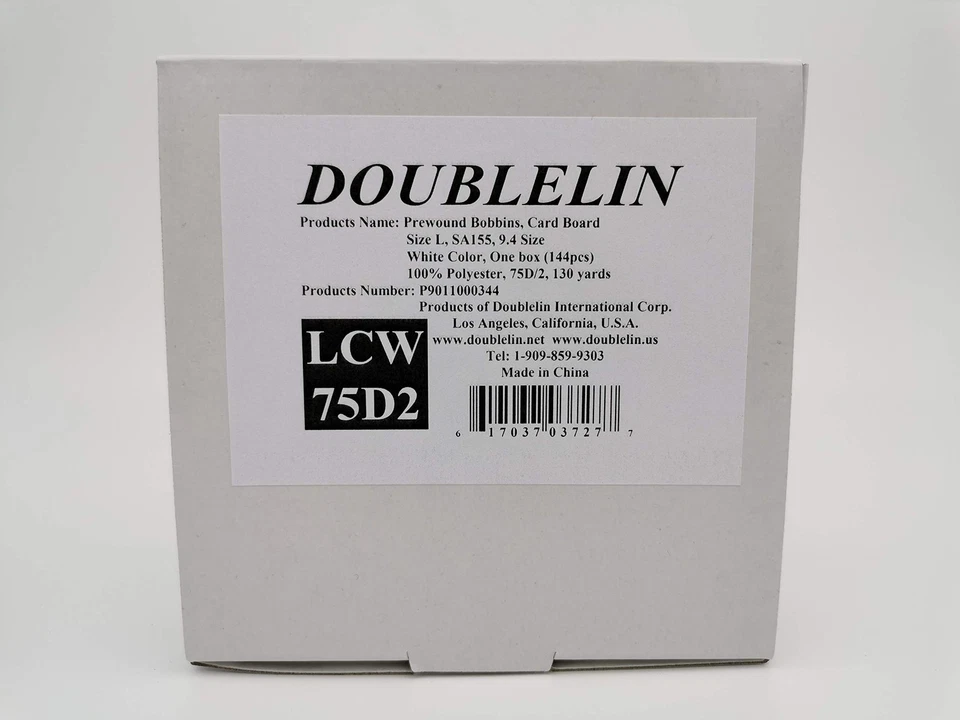 DOUBLELIN
Products Name: Prewound Bobbins, Card Board
Size L, SA155, 9.4 Size
White Color, One box (144pcs)
100% Polyester, 75D/2, 130 yards
Products Number: P9011000344
Products of Doublelin International Corp.
Los Angeles, California, U.S.A.
www.doublelin.net www.doublelin.us
Tel: 1-909-859-9303
Made in China
LCW
75D2
6 17037 03727 7